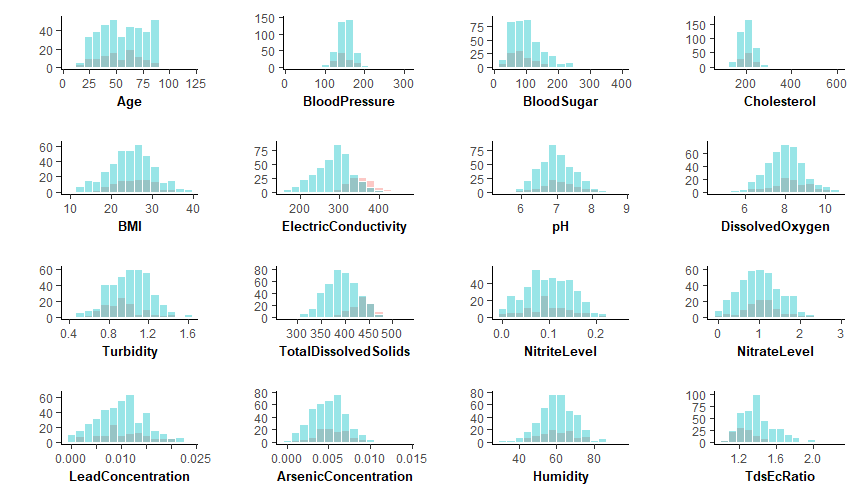 40
20
0
0 25 50 75 100 125
Age
150
100
50
0
0 100 200 300
BloodPressure
75
50
25
0
0 100 200 300 400
BloodSugar
150
100
50
0
200 400 600
Cholesterol
60
40
20
0
10 20 30 40
BMI
75
50
25
0
200 300 400
ElectricConductivity
75
50
25
0
6 7 8 9
pH
60
40
20
0
6 8 10
DissolvedOxygen
60
40
20
0
0.4 0.8 1.2 1.6
Turbidity
80
60
40
20
0
300 350 400 450 500
TotalDissolvedSolids
40
20
0
0.0 0.1 0.2
NitriteLevel
60
40
20
0
0 1 2 3
NitrateLevel
60
40
20
0
0.000 0.010 0.025
LeadConcentration
80
60
40
20
0
0.000 0.005 0.010 0.015
ArsenicConcentration
80
60
40
20
0
40 60 80
Humidity
100
75
50
25
0
1.2 1.6 2.0
TdsEcRatio